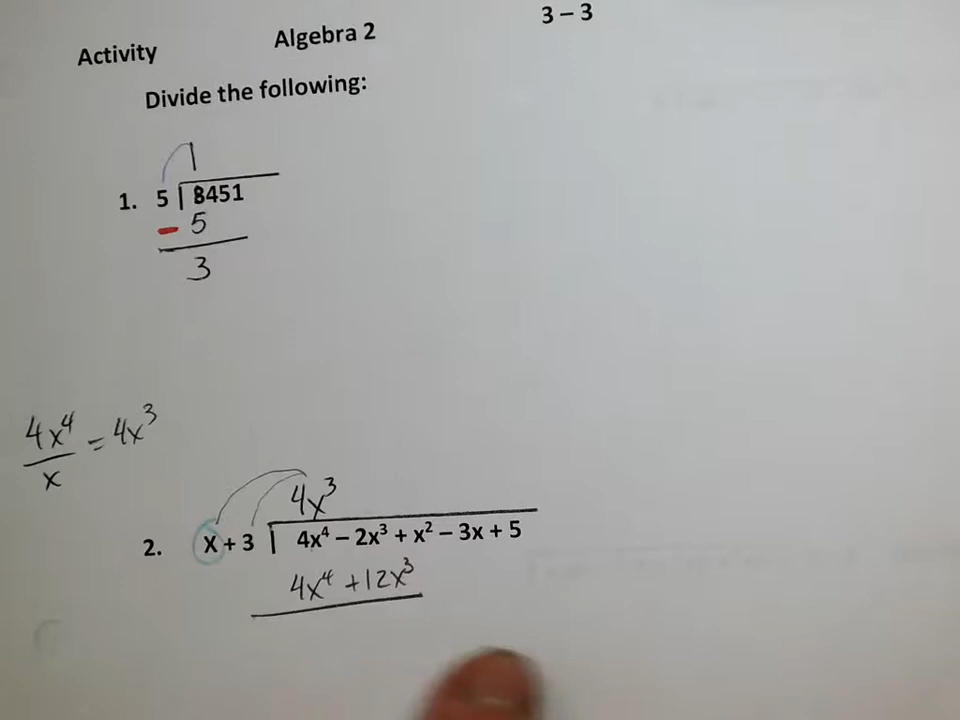 3 – 3
Activity Algebra 2
Divide the following:
1
1. 5 | 8451
- 5
3
4x⁴ / x = 4x³
4x³
2. x + 3 | 4x⁴ – 2x³ + x² – 3x + 5
4x⁴ + 12x³